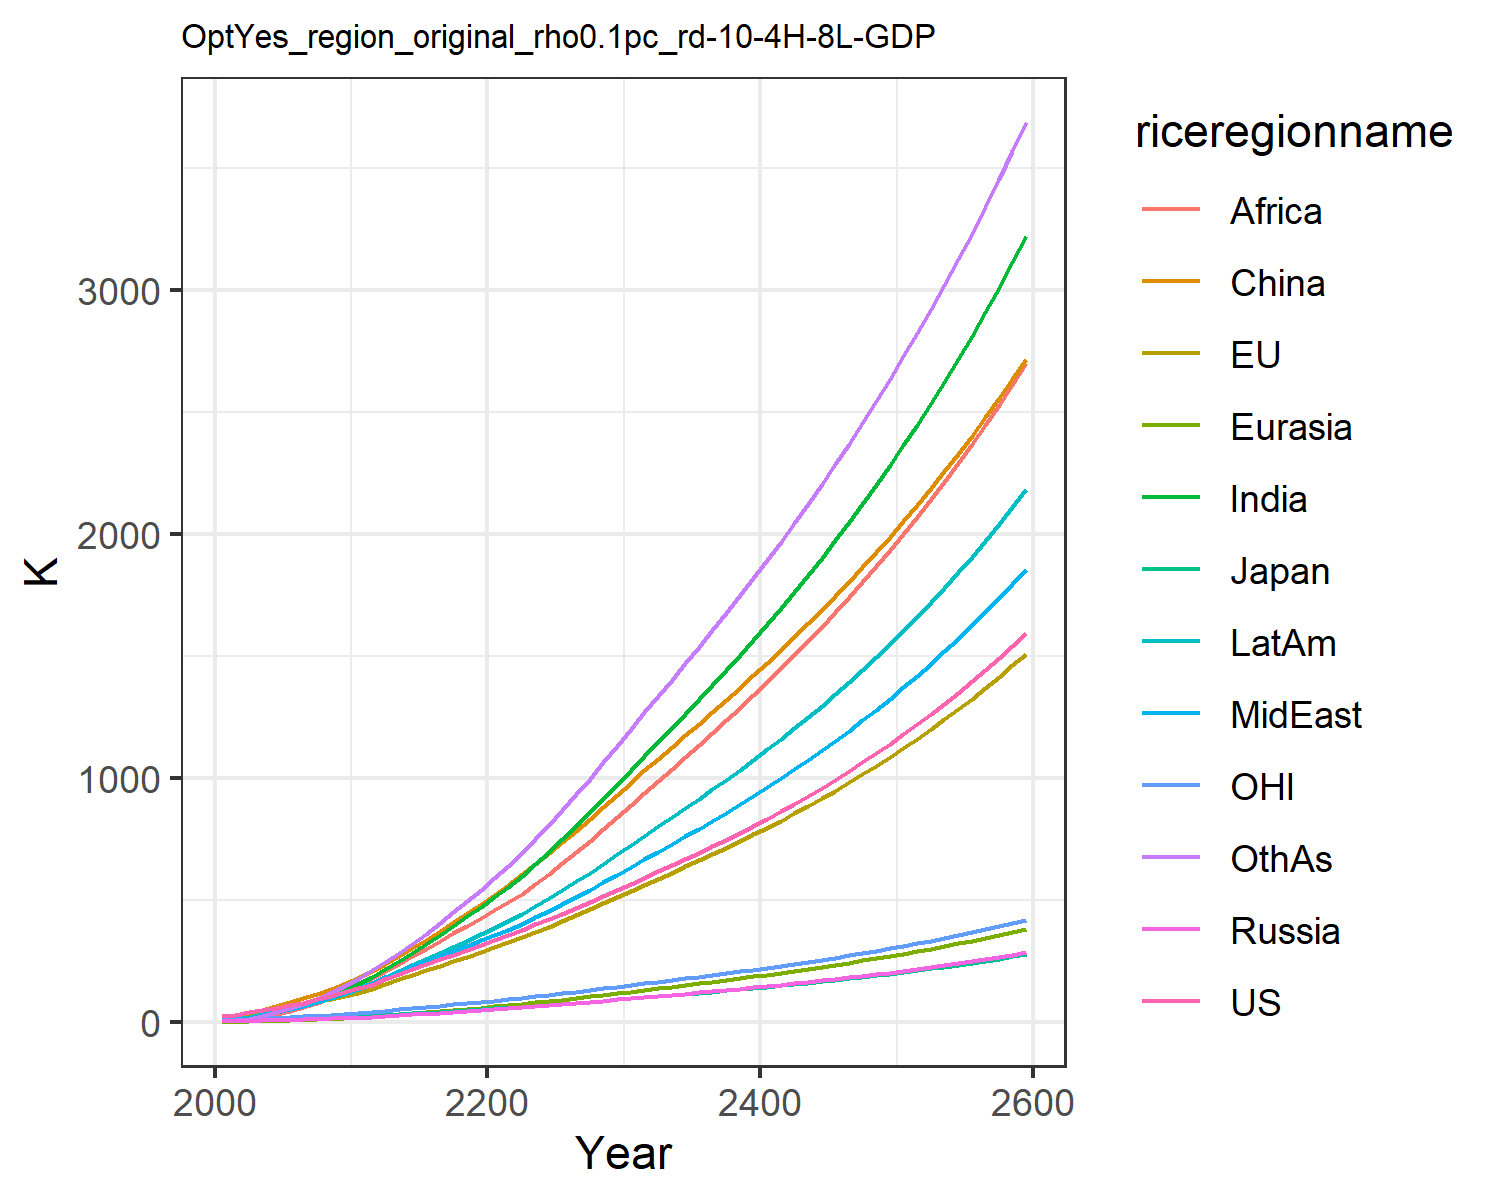 OptYes_region_original_rho0.1pc_rd-10-4H-8L-GDP
K
3000
2000
1000
0
2000 2200 2400 2600
Year
riceregionname
Africa
China
EU
Eurasia
India
Japan
LatAm
MidEast
OHI
OthAs
Russia
US